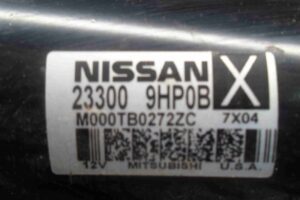 NISSAN X
23300 9HP0B
M000TB0272ZC 7X04
12V MITSUBISHI U.S.A.